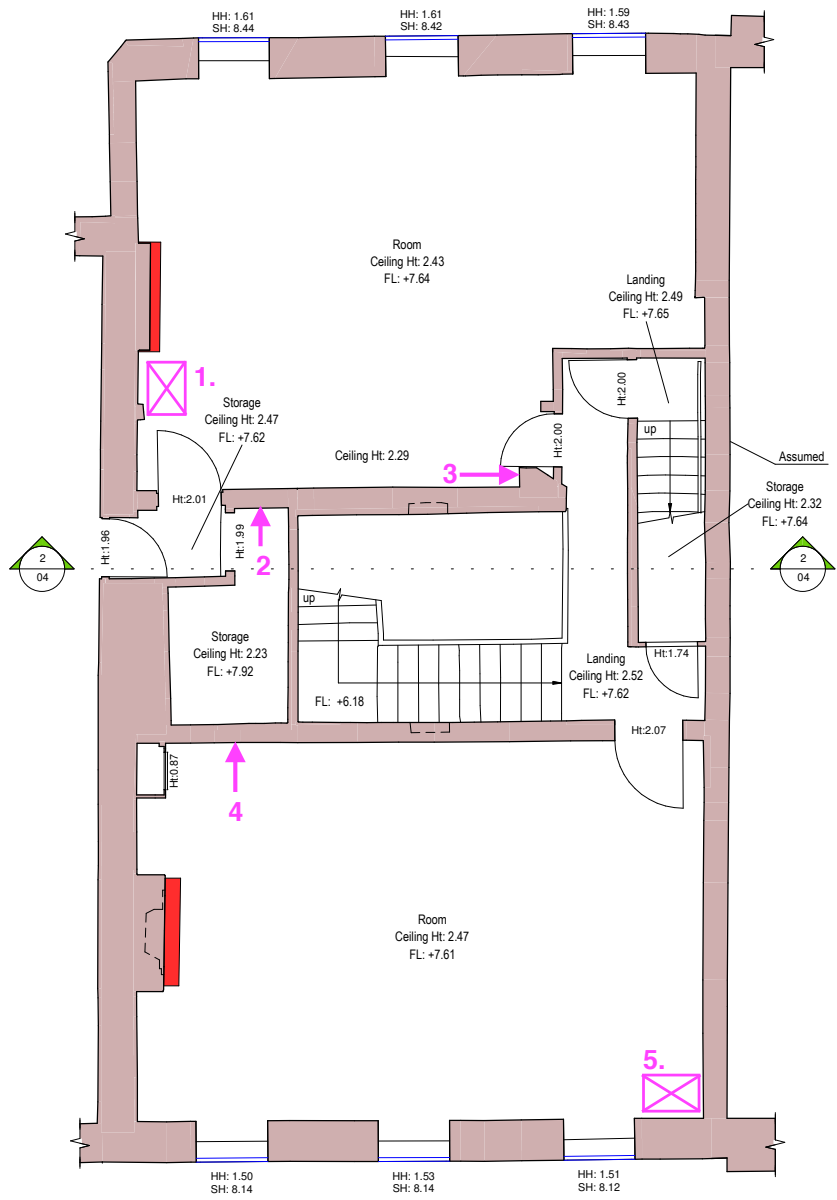 HH: 1.61
SH: 8.44
HH: 1.61
SH: 8.42
HH: 1.59
SH: 8.43
Room
Ceiling Ht: 2.43
FL: +7.64
Landing
Ceiling Ht: 2.49
FL: +7.65
1.
Ht:2.00
Storage
Ceiling Ht: 2.47
FL: +7.62
up
Ht:2.00
Ceiling Ht: 2.29
Assumed
3
Storage
Ceiling Ht: 2.32
FL: +7.64
Ht:2.01
Ht:1.96
Ht:1.99
2
2
04
2
04
up
Storage
Ceiling Ht: 2.23
FL: +7.92
Landing
Ceiling Ht: 2.52
FL: +7.62
Ht:1.74
FL: +6.18
Ht:2.07
Ht:0.87
4
Room
Ceiling Ht: 2.47
FL: +7.61
5.
HH: 1.50
SH: 8.14
HH: 1.53
SH: 8.14
HH: 1.51
SH: 8.12